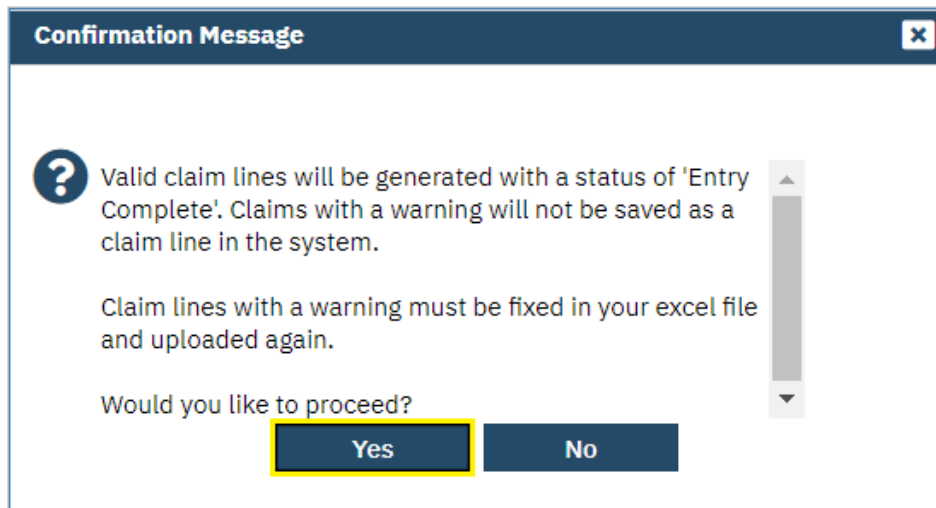 Confirmation Message
Valid claim lines will be generated with a status of 'Entry
Complete'. Claims with a warning will not be saved as a
claim line in the system.
Claim lines with a warning must be fixed in your excel file
and uploaded again.
Would you like to proceed?
Yes No